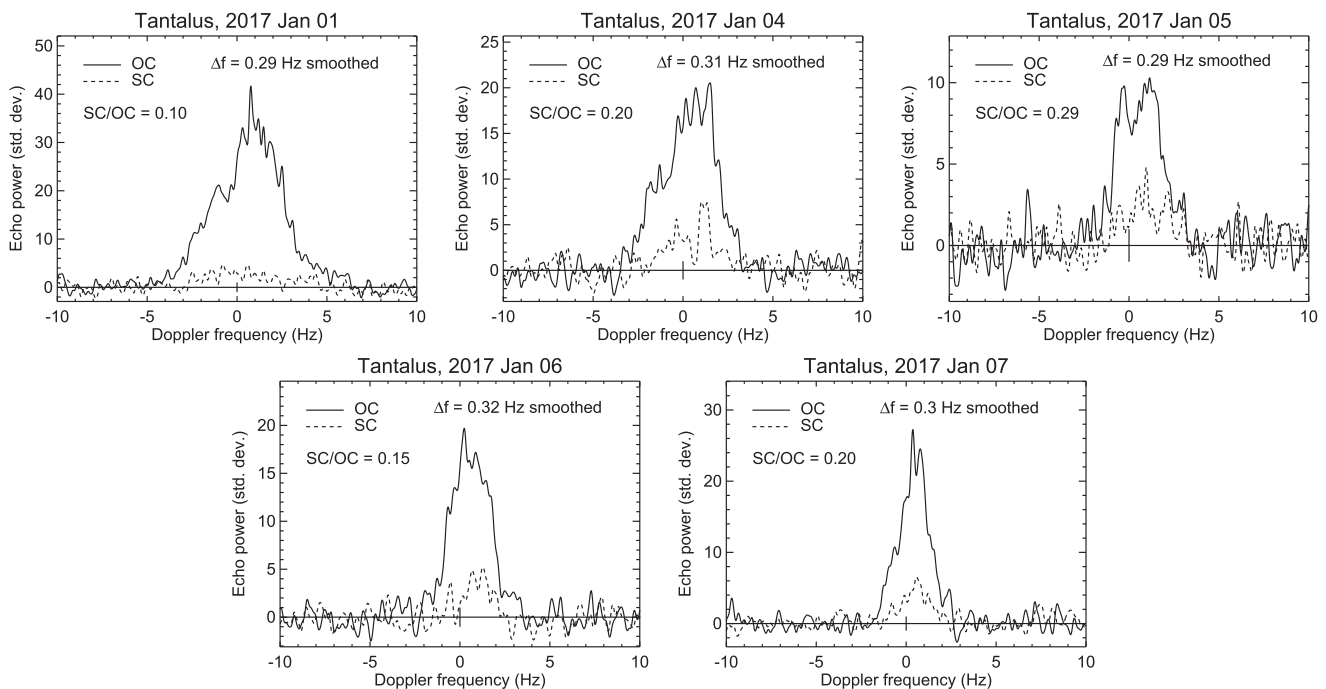 Tantalus, 2017 Jan 01
50
40
30
20
10
0
Echo power (std. dev.)
OC
SC
Δf = 0.29 Hz smoothed
SC/OC = 0.10
-10 -5 0 5 10
Doppler frequency (Hz)
Tantalus, 2017 Jan 04
25
20
15
10
5
0
Echo power (std. dev.)
OC
SC
Δf = 0.31 Hz smoothed
SC/OC = 0.20
-10 -5 0 5 10
Doppler frequency (Hz)
Tantalus, 2017 Jan 05
10
5
0
Echo power (std. dev.)
OC
SC
Δf = 0.29 Hz smoothed
SC/OC = 0.29
-10 -5 0 5 10
Doppler frequency (Hz)
Tantalus, 2017 Jan 06
20
15
10
5
0
Echo power (std. dev.)
OC
SC
Δf = 0.32 Hz smoothed
SC/OC = 0.15
-10 -5 0 5 10
Doppler frequency (Hz)
Tantalus, 2017 Jan 07
30
20
10
0
Echo power (std. dev.)
OC
SC
Δf = 0.3 Hz smoothed
SC/OC = 0.20
-10 -5 0 5 10
Doppler frequency (Hz)